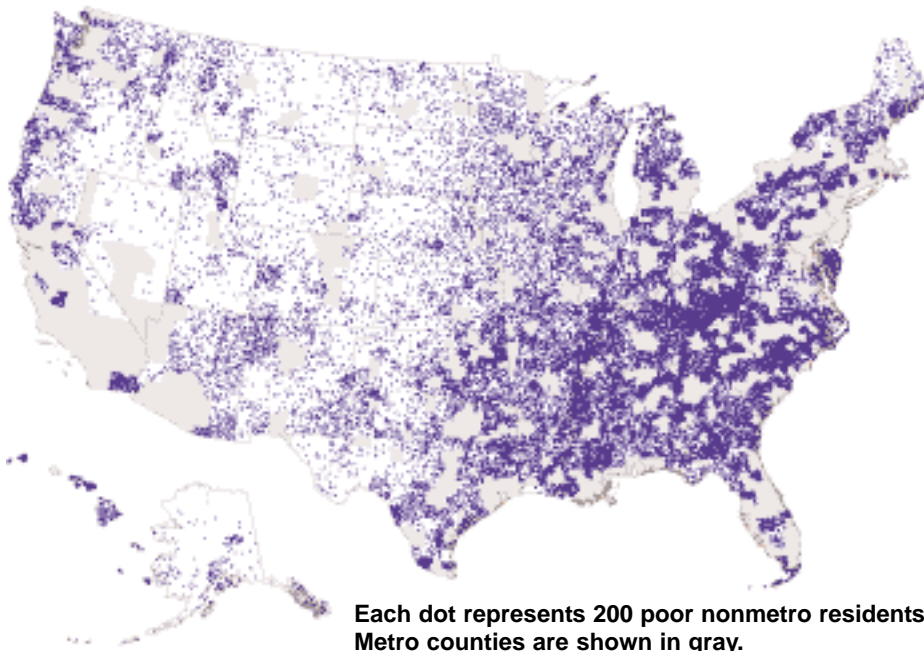 Each dot represents 200 poor nonmetro residents
Metro counties are shown in gray.